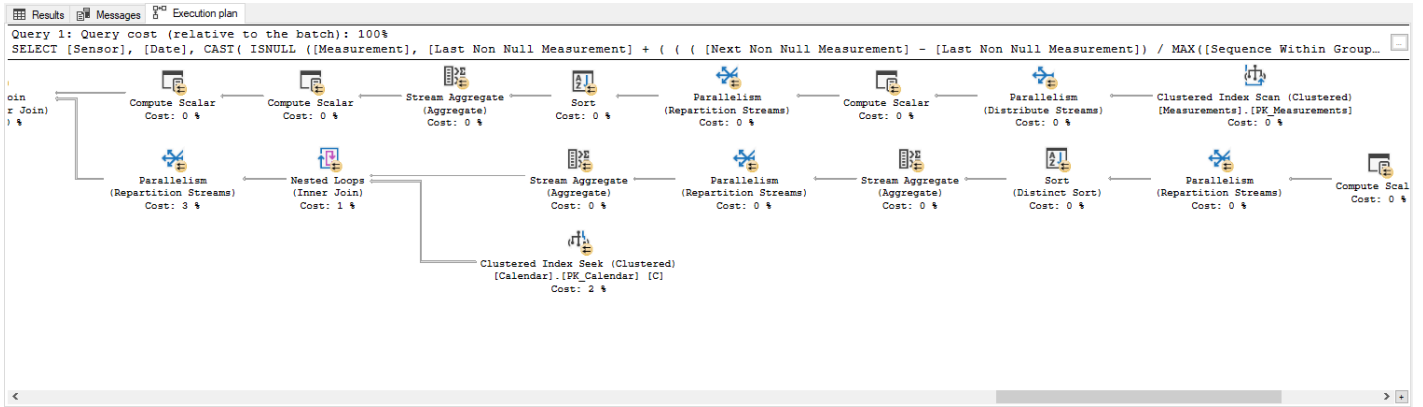 Results Messages Execution plan
Query 1: Query cost (relative to the batch): 100%
SELECT [Sensor], [Date], CAST( ISNULL ([Measurement], [Last Non Null Measurement] + ( ( ( [Next Non Null Measurement] - [Last Non Null Measurement]) / MAX([Sequence Within Group…
oin
r Join)
) %
Compute Scalar
Cost: 0 %
Compute Scalar
Cost: 0 %
Stream Aggregate
(Aggregate)
Cost: 0 %
Sort
Cost: 0 %
Parallelism
(Repartition Streams)
Cost: 0 %
Compute Scalar
Cost: 0 %
Parallelism
(Distribute Streams)
Cost: 0 %
Clustered Index Scan (Clustered)
[Measurements].[PK_Measurements]
Cost: 0 %
Parallelism
(Repartition Streams)
Cost: 3 %
Nested Loops
(Inner Join)
Cost: 1 %
Stream Aggregate
(Aggregate)
Cost: 0 %
Parallelism
(Repartition Streams)
Cost: 0 %
Stream Aggregate
(Aggregate)
Cost: 0 %
Sort
(Distinct Sort)
Cost: 0 %
Parallelism
(Repartition Streams)
Cost: 0 %
Compute Scal
Cost: 0 %
Clustered Index Seek (Clustered)
[Calendar].[PK_Calendar] [C]
Cost: 2 %